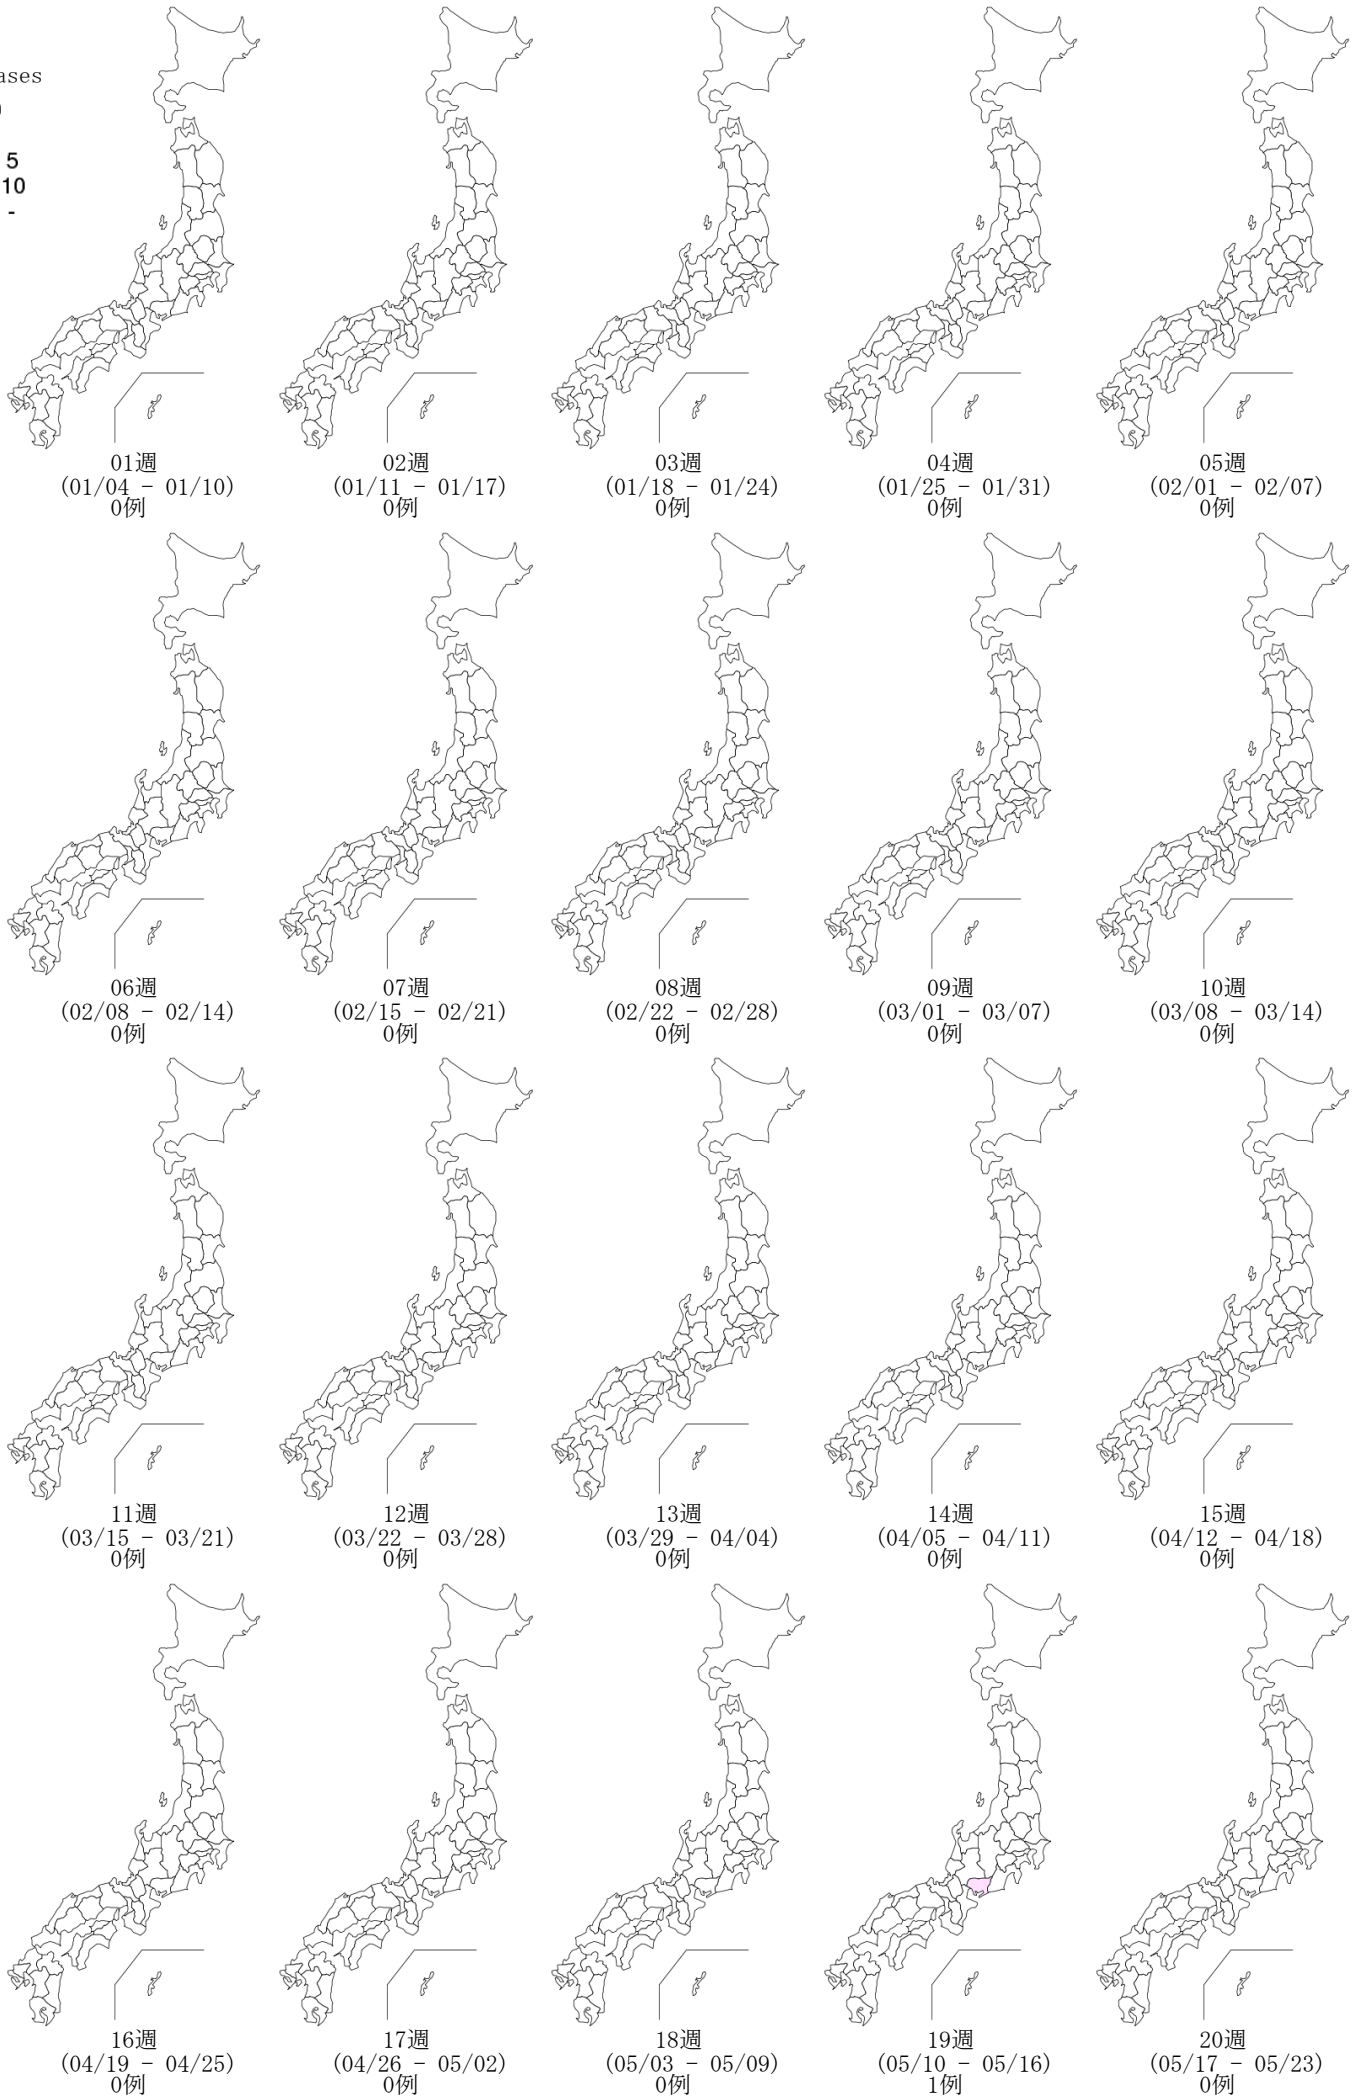 5
10
-
01週
(01/04 - 01/10)
0例
02週
(01/11 - 01/17)
0例
03週
(01/18 - 01/24)
0例
04週
(01/25 - 01/31)
0例
05週
(02/01 - 02/07)
0例
06週
(02/08 - 02/14)
0例
07週
(02/15 - 02/21)
0例
08週
(02/22 - 02/28)
0例
09週
(03/01 - 03/07)
0例
10週
(03/08 - 03/14)
0例
11週
(03/15 - 03/21)
0例
12週
(03/22 - 03/28)
0例
13週
(03/29 - 04/04)
0例
14週
(04/05 - 04/11)
0例
15週
(04/12 - 04/18)
0例
16週
(04/19 - 04/25)
0例
17週
(04/26 - 05/02)
0例
18週
(05/03 - 05/09)
0例
19週
(05/10 - 05/16)
1例
20週
(05/17 - 05/23)
0例